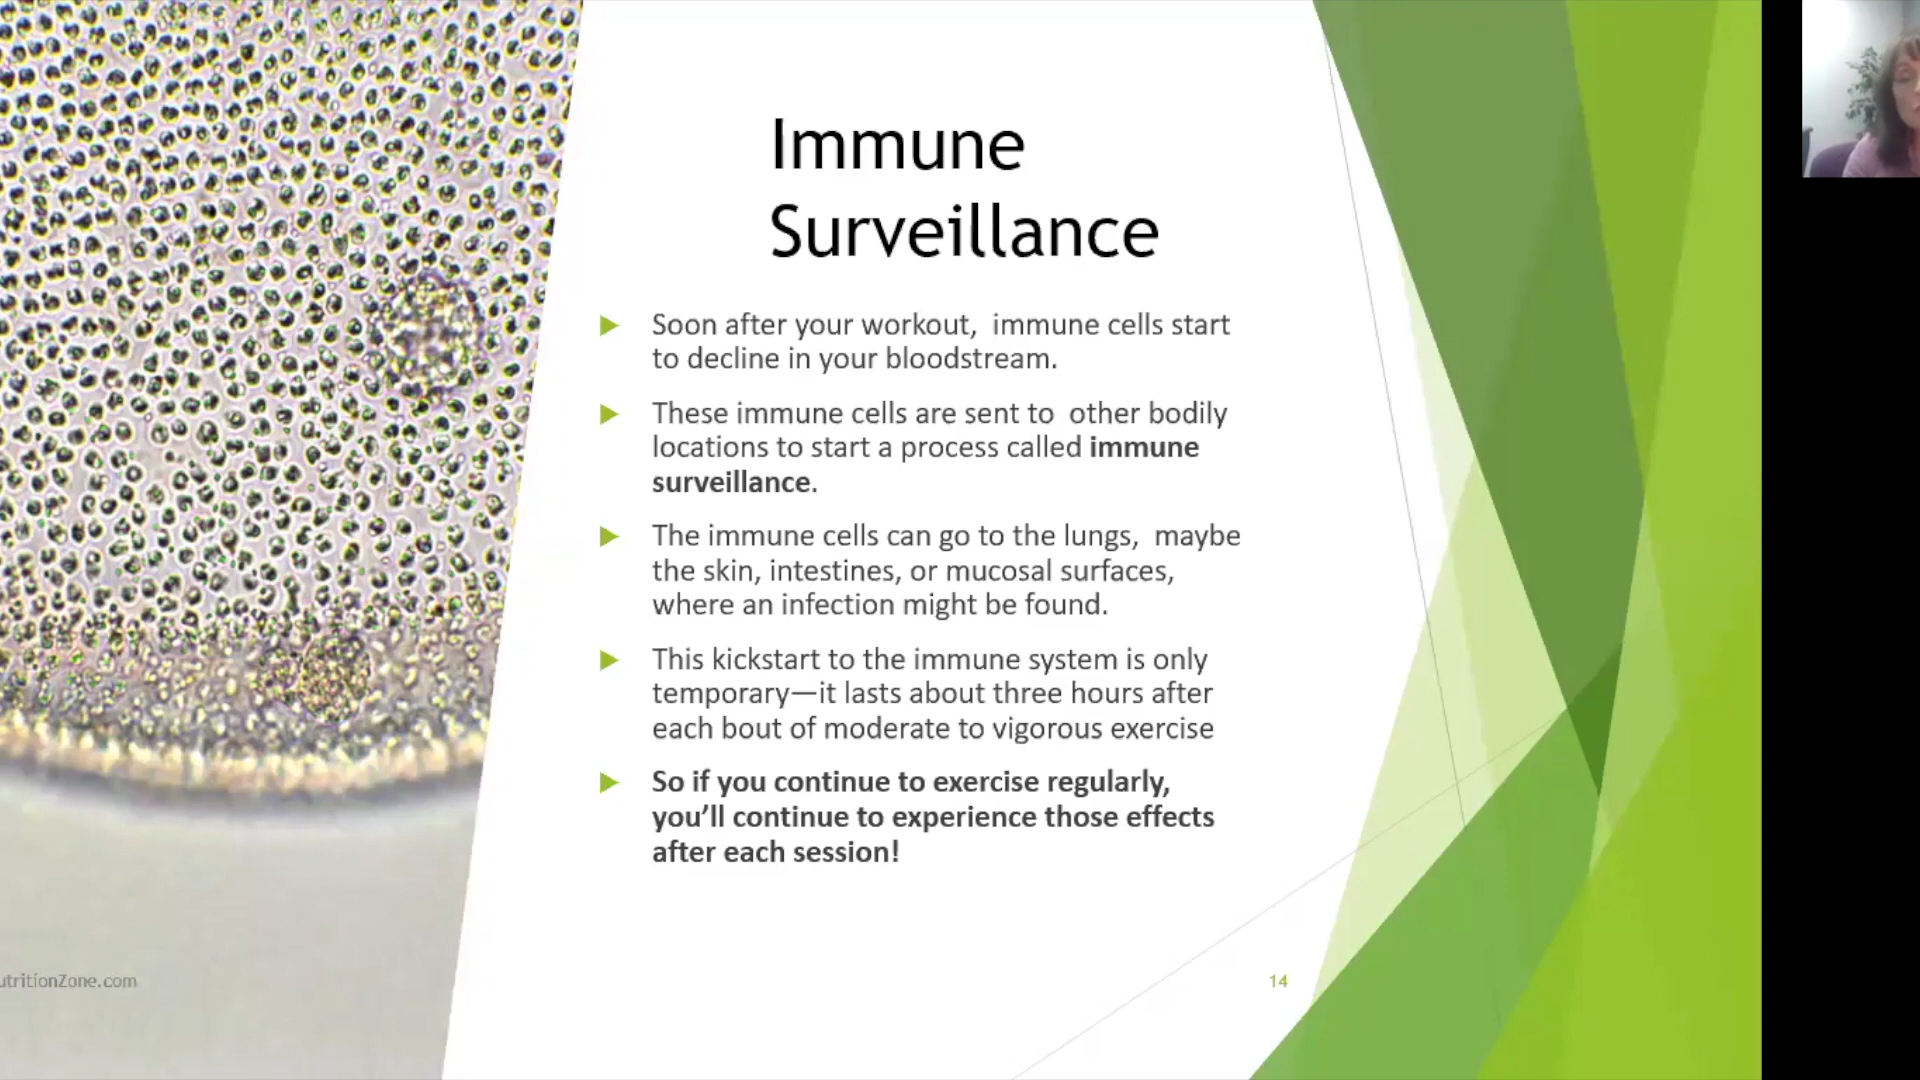 Immune
Surveillance
Soon after your workout, immune cells start
to decline in your bloodstream.
These immune cells are sent to other bodily
locations to start a process called immune
surveillance.
The immune cells can go to the lungs, maybe
the skin, intestines, or mucosal surfaces,
where an infection might be found.
This kickstart to the immune system is only
temporary—it lasts about three hours after
each bout of moderate to vigorous exercise
So if you continue to exercise regularly,
you’ll continue to experience those effects
after each session!
utritionZone.com
14